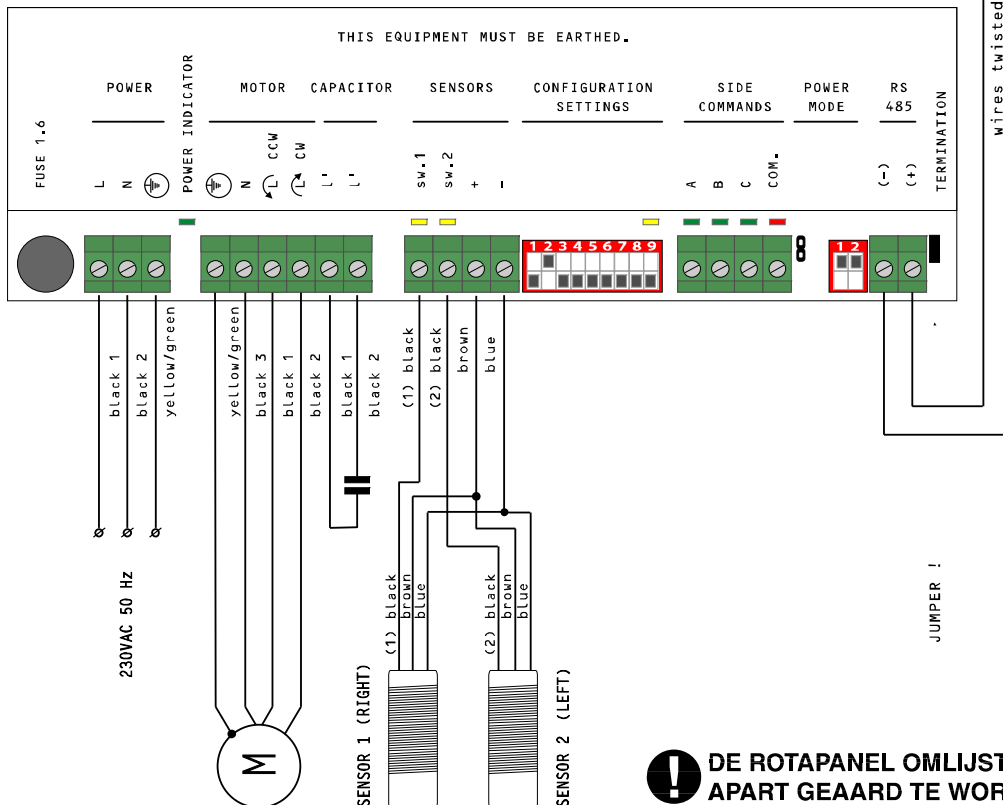 THIS EQUIPMENT MUST BE EARTHED.
wires twisted
POWER
MOTOR
CAPACITOR
SENSORS
CONFIGURATION
SETTINGS
SIDE
COMMANDS
POWER
MODE
RS
485
FUSE 1.6
POWER INDICATOR
TERMINATION
L
N
N
L CCW
L CW
L'
L'
sw.1
sw.2
+
-
A
B
C
COM.
(-)
(+)
1 2 3 4 5 6 7 8 9
1 2
black 1
black 2
yellow/green
yellow/green
black 3
black 1
black 2
black 1
black 2
(1) black
(2) black
brown
blue
230VAC 50 Hz
(1) black
brown
blue
(2) black
brown
blue
JUMPER !
M
SENSOR 1 (RIGHT)
SENSOR 2 (LEFT)
! DE ROTAPANEL OMLIJST
APART GEAARD TE WOR